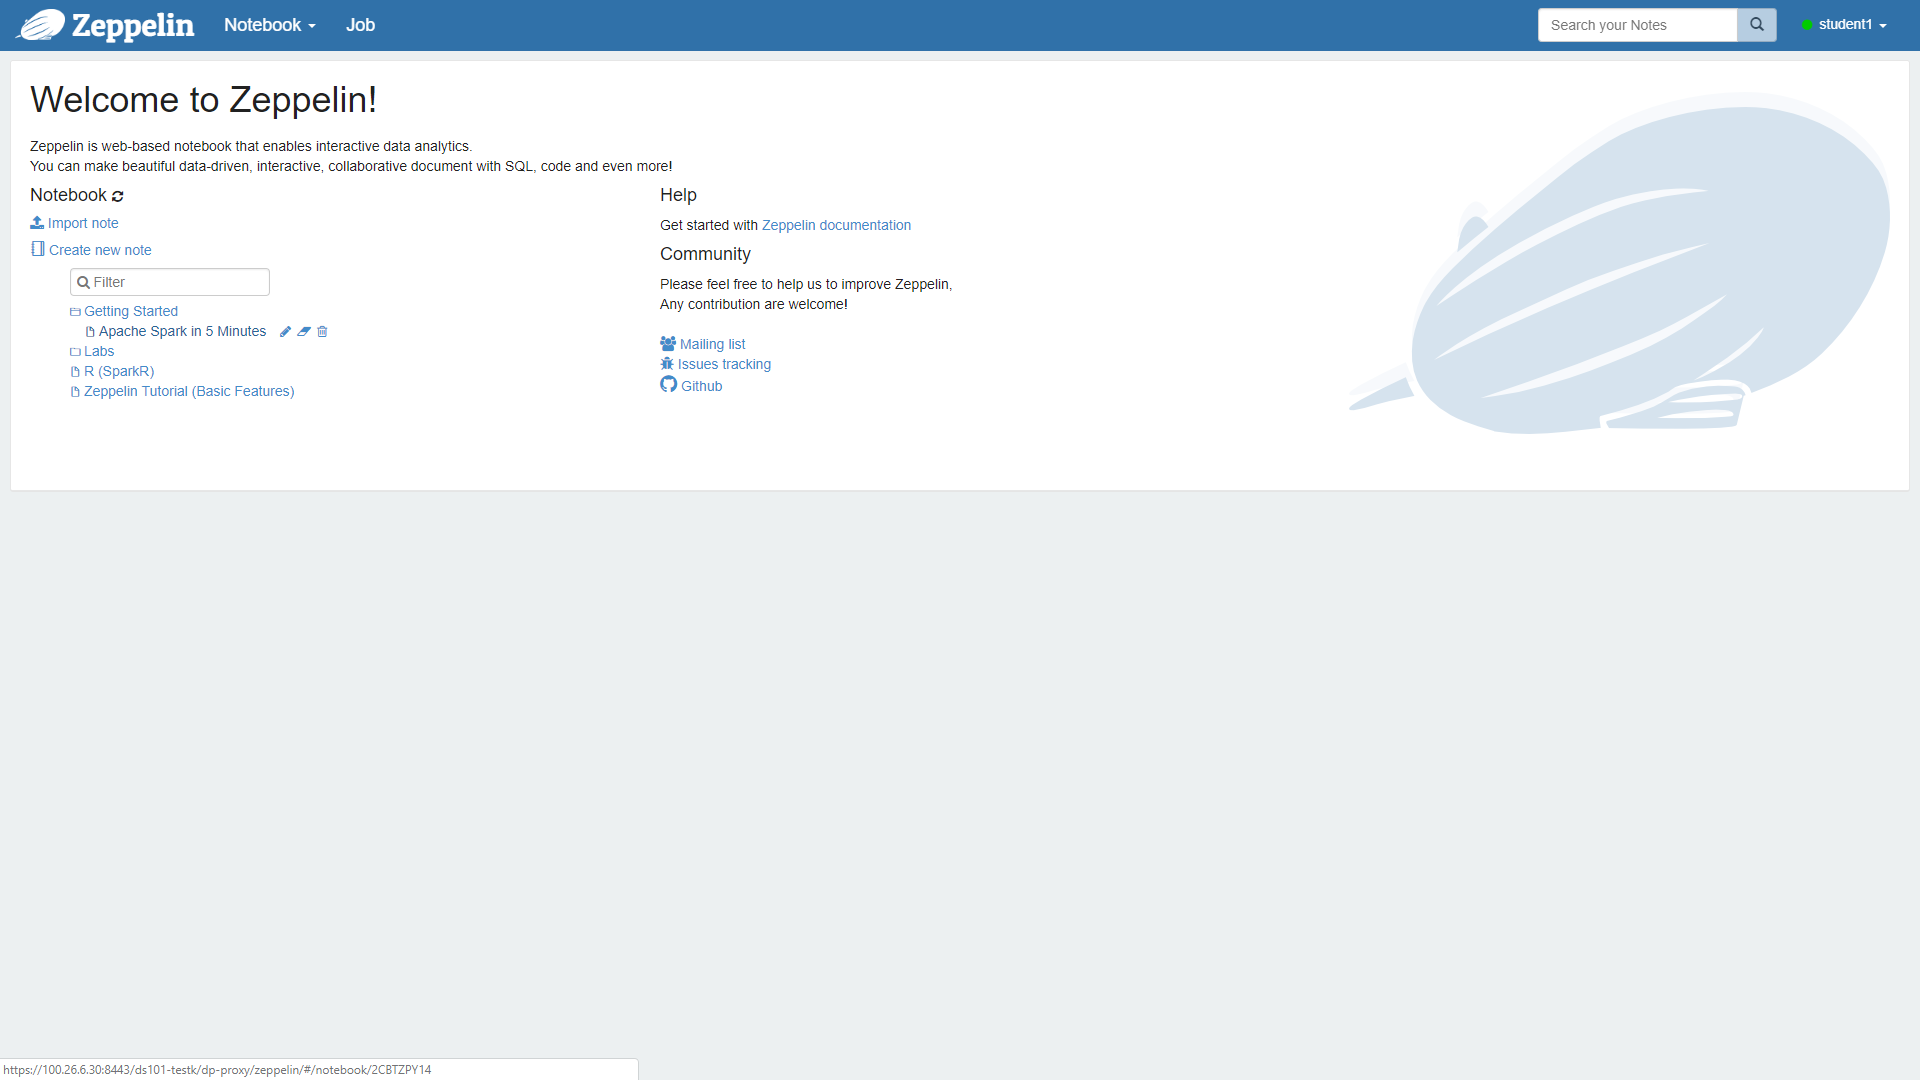 Zeppelin Notebook Job Search your Notes student1
Welcome to Zeppelin!
Zeppelin is web-based notebook that enables interactive data analytics.
You can make beautiful data-driven, interactive, collaborative document with SQL, code and even more!
Notebook
Import note
Create new note
Filter
Getting Started
Apache Spark in 5 Minutes
Labs
R (SparkR)
Zeppelin Tutorial (Basic Features)
Help
Get started with Zeppelin documentation
Community
Please feel free to help us to improve Zeppelin,
Any contribution are welcome!
Mailing list
Issues tracking
Github
https://100.26.6.30:8443/ds101-testk/dp-proxy/zeppelin/#/notebook/2CBTZPY14